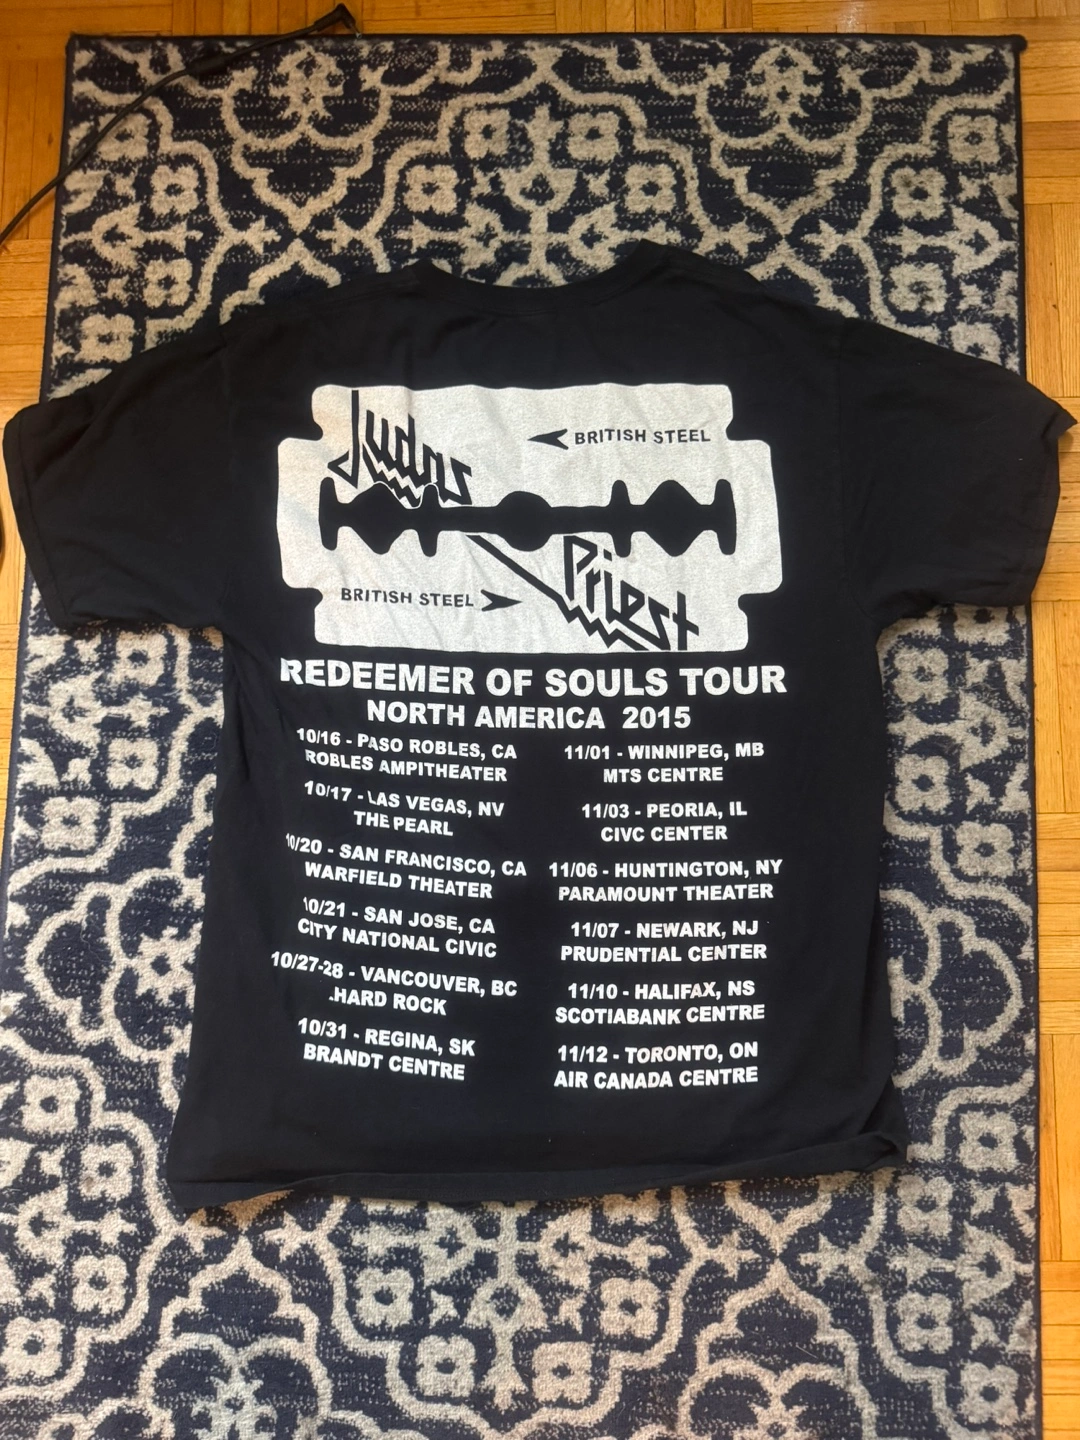 Judas
BRITISH STEEL
Priest
BRITISH STEEL
REDEEMER OF SOULS TOUR
NORTH AMERICA 2015
10/16 - PASO ROBLES, CA
ROBLES AMPITHEATER
10/17 - LAS VEGAS, NV
THE PEARL
10/20 - SAN FRANCISCO, CA
WARFIELD THEATER
10/21 - SAN JOSE, CA
CITY NATIONAL CIVIC
10/27-28 - VANCOUVER, BC
.HARD ROCK
10/31 - REGINA, SK
BRANDT CENTRE
11/01 - WINNIPEG, MB
MTS CENTRE
11/03 - PEORIA, IL
CIVC CENTER
11/06 - HUNTINGTON, NY
PARAMOUNT THEATER
11/07 - NEWARK, NJ
PRUDENTIAL CENTER
11/10 - HALIFAX, NS
SCOTIABANK CENTRE
11/12 - TORONTO, ON
AIR CANADA CENTRE